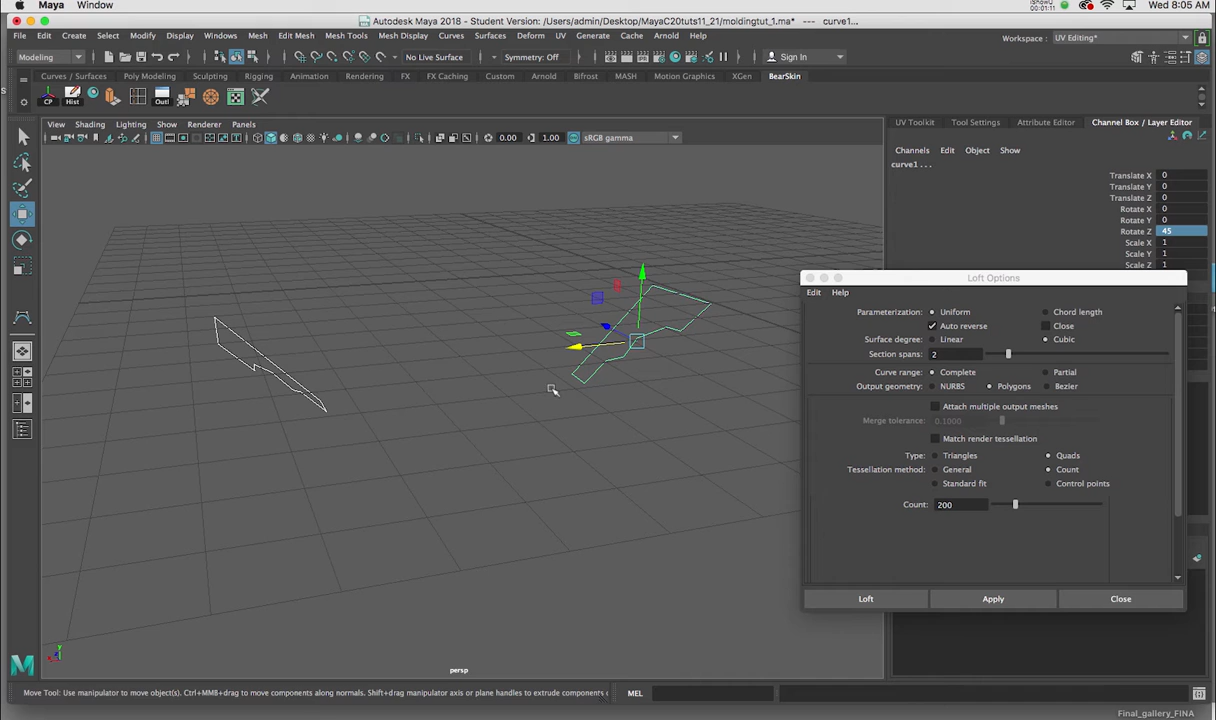 Maya Window
iShowU
00:01:11
Wed 8:05 AM
Autodesk Maya 2018 - Student Version: /Users/admin/Desktop/MayaC20tuts11_21/moldingtut_1.ma* --- curve1...
File Edit Create Select Modify Display Windows Mesh Edit Mesh Mesh Tools Mesh Display Curves Surfaces Deform UV Generate Cache Arnold Help
Workspace : UV Editing*
Modeling No Live Surface Symmetry: Off Sign In
Curves / Surfaces Poly Modeling Sculpting Rigging Animation Rendering FX FX Caching Custom Arnold Bifrost MASH Motion Graphics XGen BearSkin
CP Hist Outl
View Shading Lighting Show Renderer Panels
UV Toolkit Tool Settings Attribute Editor Channel Box / Layer Editor
0.00 1.00 sRGB gamma
Channels Edit Object Show
curve1 ...
Translate X 0
Translate Y 0
Translate Z 0
Rotate X 0
Rotate Y 0
Rotate Z 45
Scale X 1
Scale Y 1
Scale Z 1
Loft Options
Edit Help
Parameterization: Uniform Chord length
Auto reverse Close
Surface degree: Linear Cubic
Section spans: 2
Curve range: Complete Partial
Output geometry: NURBS Polygons Bezier
Attach multiple output meshes
Merge tolerance: 0.1000
Match render tessellation
Type: Triangles Quads
Tessellation method: General Count
Standard fit Control points
Count: 200
Loft Apply Close
persp
Move Tool: Use manipulator to move object(s). Ctrl+MMB+drag to move components along normals. Shift+drag manipulator axis or plane handles to extrude components
MEL
Final_gallery_FINA